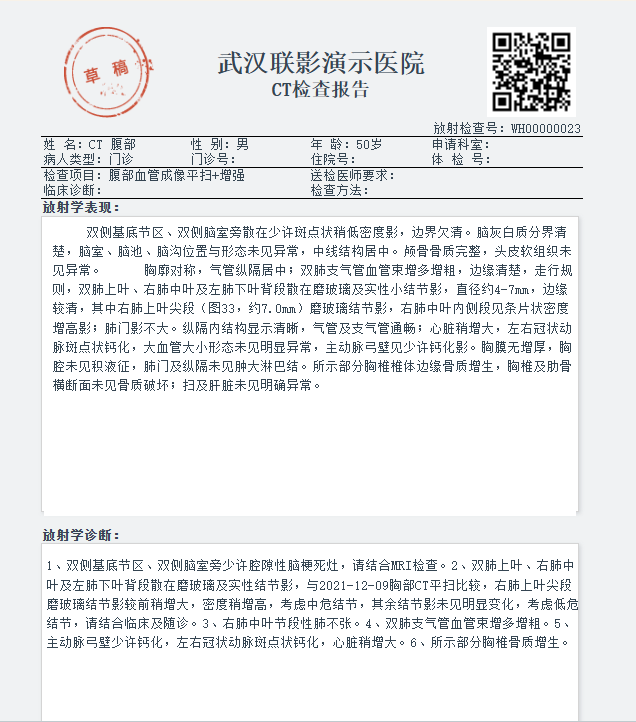 草稿
武汉联影演示医院
CT检查报告
放射检查号：WH00000023
姓 名：CT 腹部 性 别：男 年 龄：50岁 申请科室：
病人类型：门诊 门诊号： 住院号： 体 检 号：
检查项目：腹部血管成像平扫+增强 送检医师要求：
临床诊断： 检查方法：
放射学表现：
双侧基底节区、双侧脑室旁散在少许斑点状稍低密度影，边界欠清。脑灰白质分界清
楚，脑室、脑池、脑沟位置与形态未见异常，中线结构居中。颅骨骨质完整，头皮软组织未
见异常。 胸廓对称，气管纵隔居中；双肺支气管血管束增多增粗，边缘清楚，走行规
则，双肺上叶、右肺中叶及左肺下叶背段散在磨玻璃及实性小结节影，直径约4-7mm，边缘
较清，其中右肺上叶尖段（图33，约7.0mm）磨玻璃结节影，右肺中叶内侧段见条片状密度
增高影；肺门影不大。纵隔内结构显示清晰，气管及支气管通畅；心脏稍增大，左右冠状动
脉斑点状钙化，大血管大小形态未见明显异常，主动脉弓壁见少许钙化影。胸膜无增厚，胸
腔未见积液征，肺门及纵隔未见肿大淋巴结。所示部分胸椎椎体边缘骨质增生，胸椎及肋骨
横断面未见骨质破坏；扫及肝脏未见明确异常。
放射学诊断：
1、双侧基底节区、双侧脑室旁少许腔隙性脑梗死灶，请结合MRI检查。2、双肺上叶、右肺中
叶及左肺下叶背段散在磨玻璃及实性结节影，与2021-12-09胸部CT平扫比较，右肺上叶尖段
磨玻璃结节影较前稍增大，密度稍增高，考虑中危结节，其余结节影未见明显变化，考虑低危
结节，请结合临床及随诊。3、右肺中叶节段性肺不张。4、双肺支气管血管束增多增粗。5、
主动脉弓壁少许钙化，左右冠状动脉斑点状钙化，心脏稍增大。6、所示部分胸椎骨质增生。